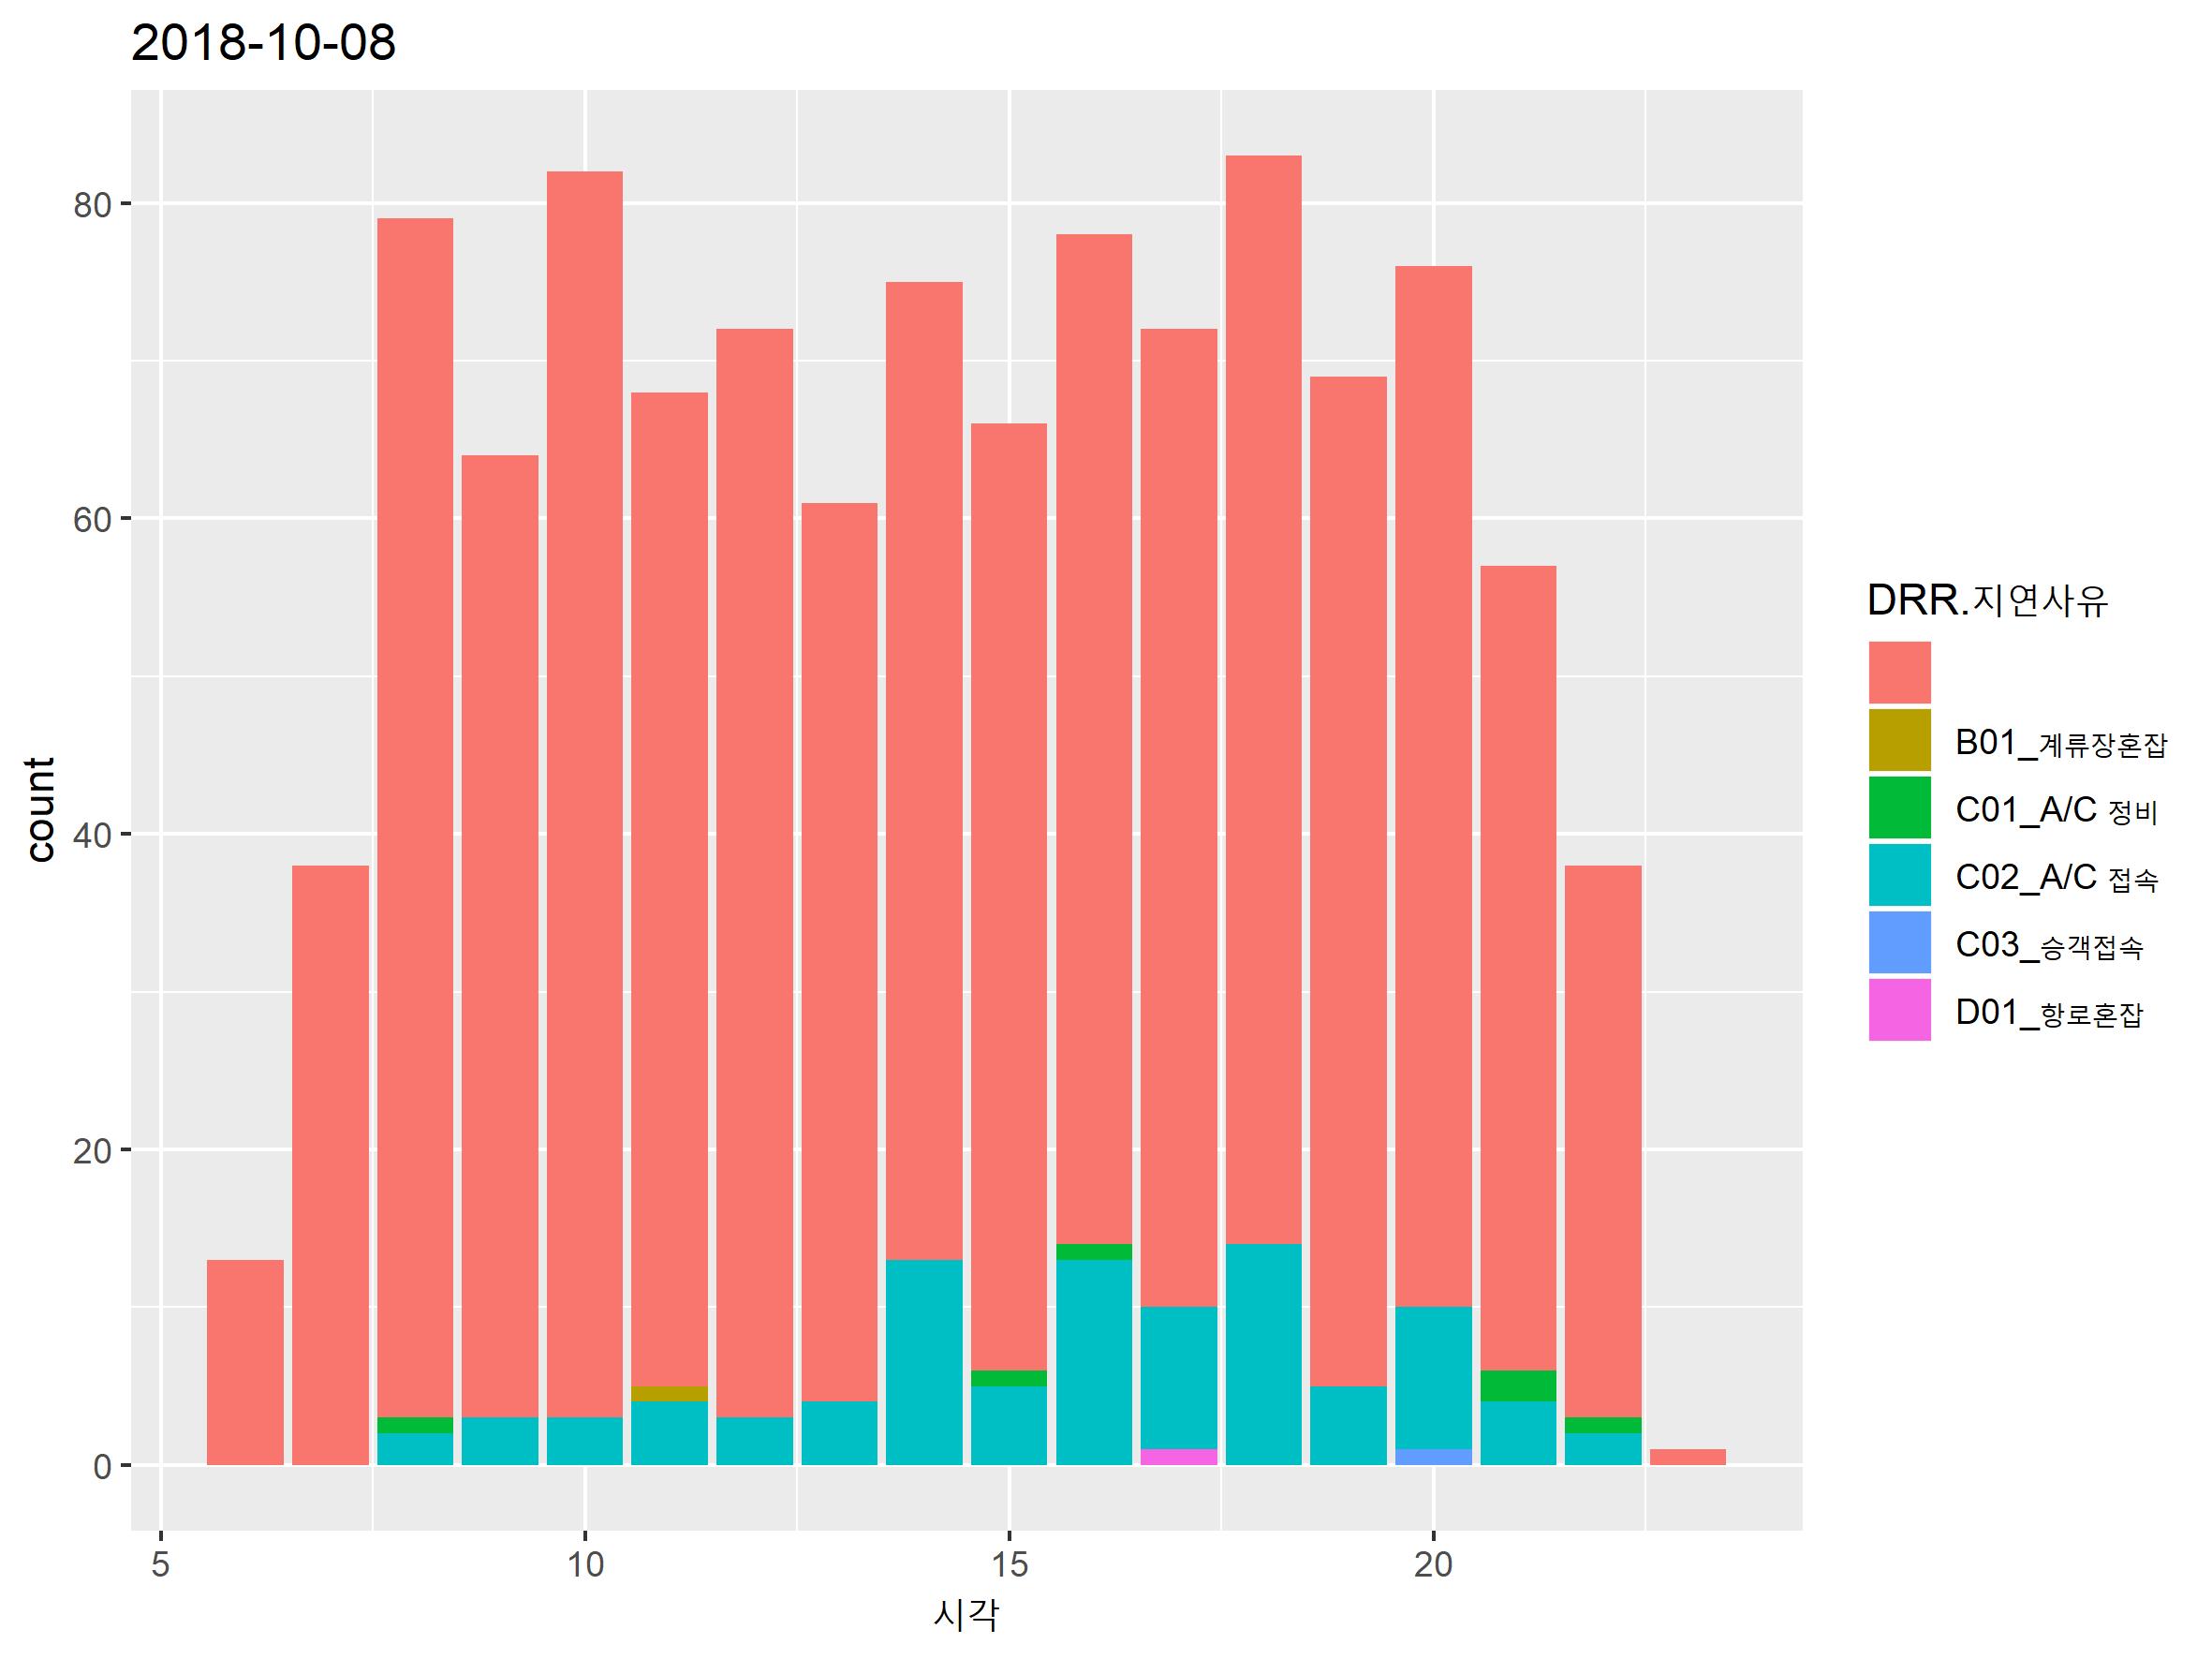 2018-10-08
count
80
60
40
20
0
5 10 15 20
시각
DRR.지연사유
B01_계류장혼잡
C01_A/C 정비
C02_A/C 접속
C03_승객접속
D01_항로혼잡